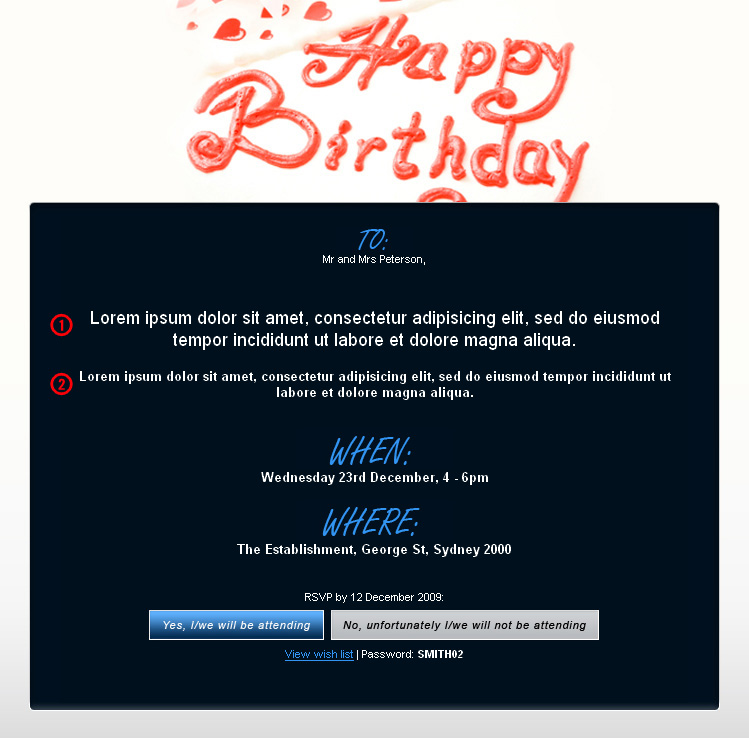 Happy
Birthday
TO:
Mr and Mrs Peterson,
1 Lorem ipsum dolor sit amet, consectetur adipisicing elit, sed do eiusmod
tempor incididunt ut labore et dolore magna aliqua.
2 Lorem ipsum dolor sit amet, consectetur adipisicing elit, sed do eiusmod tempor incididunt ut
labore et dolore magna aliqua.
WHEN:
Wednesday 23rd December, 4 - 6pm
WHERE:
The Establishment, George St, Sydney 2000
RSVP by 12 December 2009:
Yes, I/we will be attending No, unfortunately I/we will not be attending
View wish list | Password: SMITH02